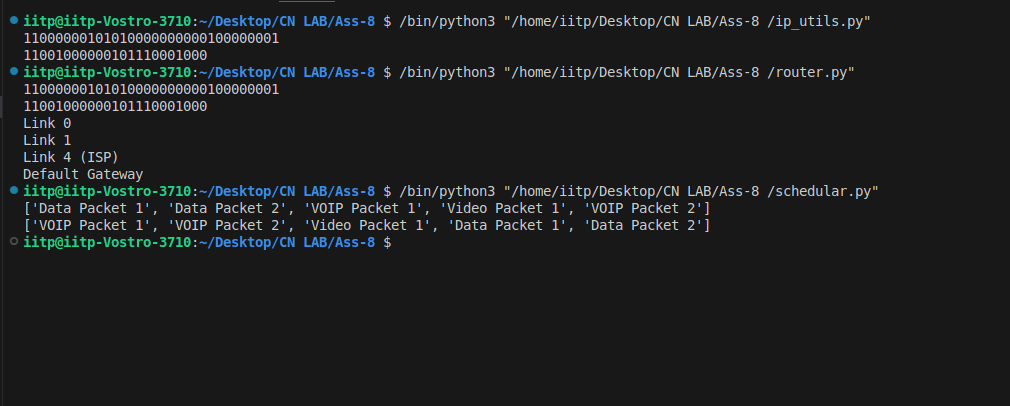 iitp@iitp-Vostro-3710:~/Desktop/CN LAB/Ass-8 $ /bin/python3 "/home/iitp/Desktop/CN LAB/Ass-8 /ip_utils.py"
11000000101010000000000100000001
11001000000101110001000
iitp@iitp-Vostro-3710:~/Desktop/CN LAB/Ass-8 $ /bin/python3 "/home/iitp/Desktop/CN LAB/Ass-8 /router.py"
11000000101010000000000100000001
11001000000101110001000
Link 0
Link 1
Link 4 (ISP)
Default Gateway
iitp@iitp-Vostro-3710:~/Desktop/CN LAB/Ass-8 $ /bin/python3 "/home/iitp/Desktop/CN LAB/Ass-8 /schedular.py"
['Data Packet 1', 'Data Packet 2', 'VOIP Packet 1', 'Video Packet 1', 'VOIP Packet 2']
['VOIP Packet 1', 'VOIP Packet 2', 'Video Packet 1', 'Data Packet 1', 'Data Packet 2']
iitp@iitp-Vostro-3710:~/Desktop/CN LAB/Ass-8 $